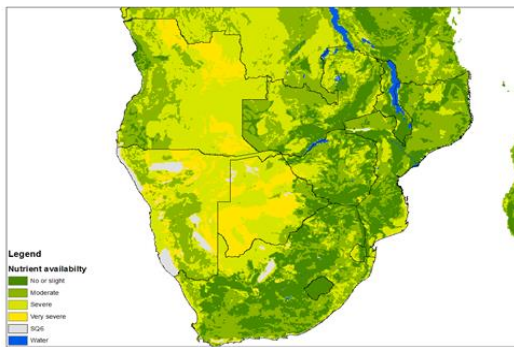 Legend
Nutrient availabilty
No or slight
Moderate
Severe
Very severe
SQ6
Water